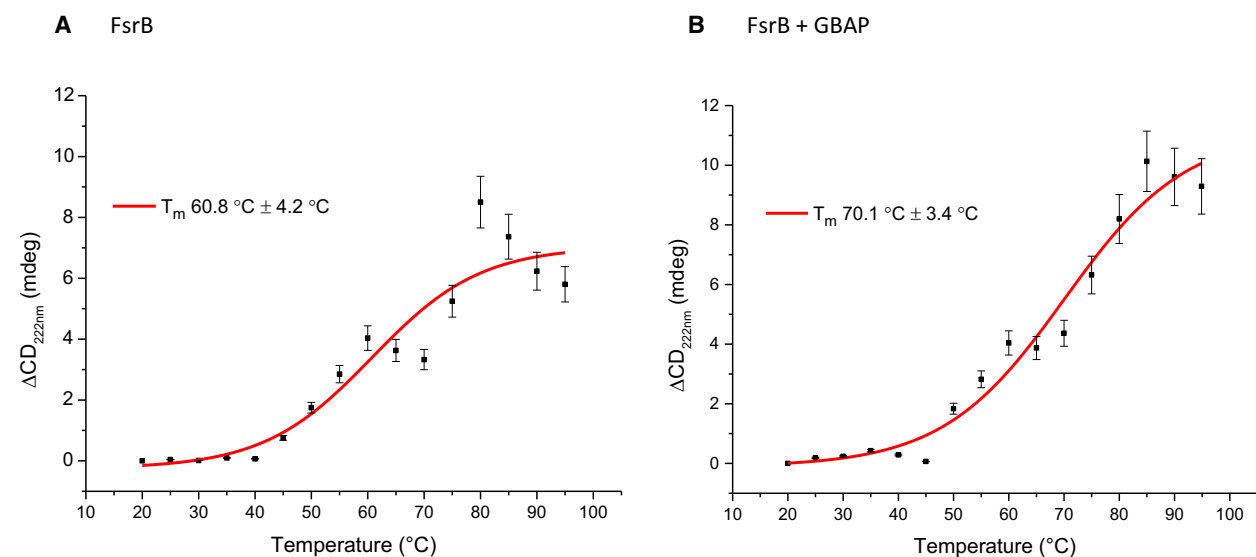 A FsrB
12
10
8
6
4
2
0
ΔCD222nm (mdeg)
Tm 60.8 °C ± 4.2 °C
10 20 30 40 50 60 70 80 90 100
Temperature (°C)
B FsrB + GBAP
12
10
8
6
4
2
0
ΔCD222nm (mdeg)
Tm 70.1 °C ± 3.4 °C
10 20 30 40 50 60 70 80 90 100
Temperature (°C)